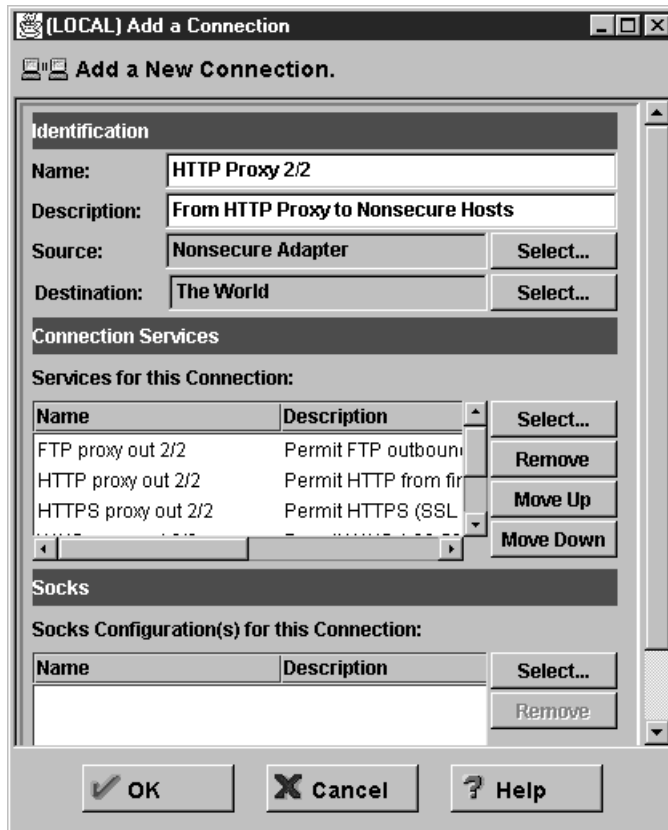 (LOCAL) Add a Connection
Add a New Connection.
Identification
Name: HTTP Proxy 2/2
Description: From HTTP Proxy to Nonsecure Hosts
Source: Nonsecure Adapter Select...
Destination: The World Select...
Connection Services
Services for this Connection:
Name Description Select...
FTP proxy out 2/2 Permit FTP outboun
Remove
HTTP proxy out 2/2 Permit HTTP from fir
Move Up
HTTPS proxy out 2/2 Permit HTTPS (SSL
Move Down
Socks
Socks Configuration(s) for this Connection:
Name Description Select...
Remove
OK Cancel Help